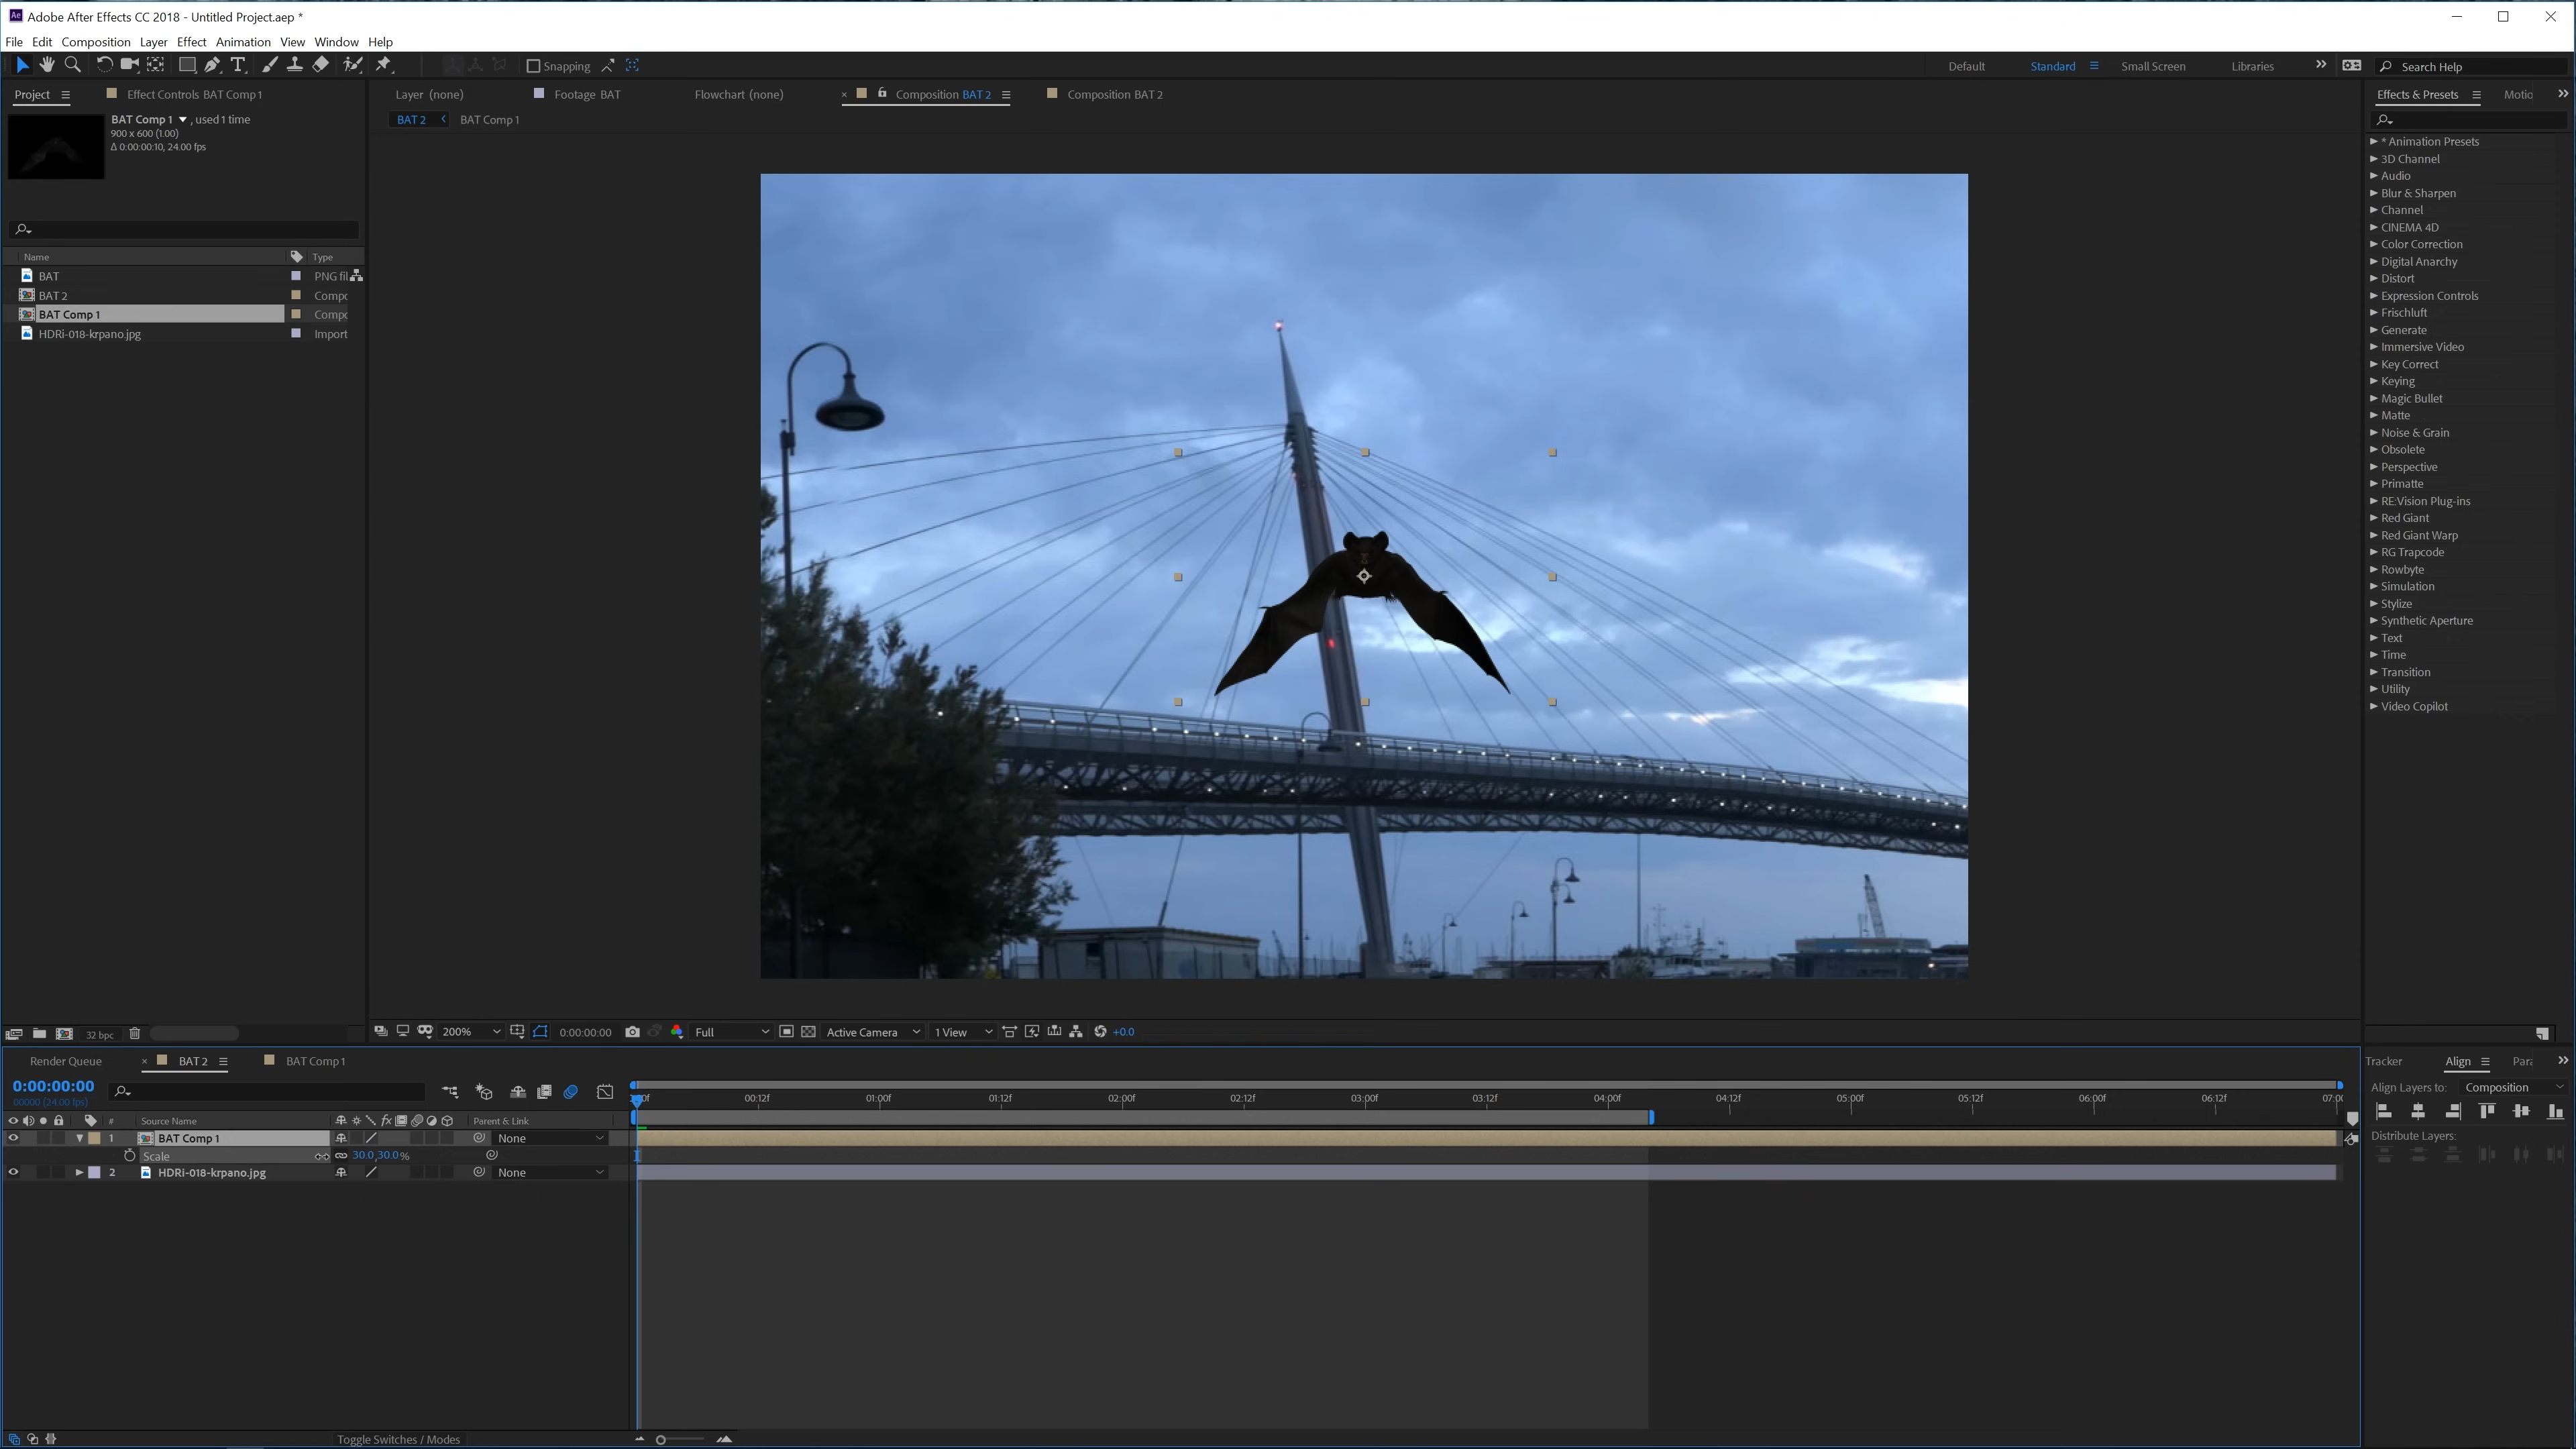 Adobe After Effects CC 2018 - Untitled Project.aep *
File Edit Composition Layer Effect Animation View Window Help
Snapping
Default Standard Small Screen Libraries
Search Help
Project Effect Controls BAT Comp 1
Layer (none) Footage BAT Flowchart (none) Composition BAT 2 Composition BAT 2
BAT 2 BAT Comp 1
BAT Comp 1 , used 1 time
900 x 600 (1.00)
Δ 0:00:00:10, 24.00 fps
Name Type
BAT PNG fil
BAT 2 Compo
BAT Comp 1 Compo
HDRi-018-krpano.jpg Import
Effects & Presets Motio
* Animation Presets
3D Channel
Audio
Blur & Sharpen
Channel
CINEMA 4D
Color Correction
Digital Anarchy
Distort
Expression Controls
Frischluft
Generate
Immersive Video
Key Correct
Keying
Magic Bullet
Matte
Noise & Grain
Obsolete
Perspective
Primatte
RE:Vision Plug-ins
Red Giant
Red Giant Warp
RG Trapcode
Rowbyte
Simulation
Stylize
Synthetic Aperture
Text
Time
Transition
Utility
Video Copilot
32 bpc
200% 0:00:00:00 Full Active Camera 1 View +0.0
Render Queue BAT 2 BAT Comp 1
0:00:00:00
00000 (24.00 fps)
00:12f 01:00f 01:12f 02:00f 02:12f 03:00f 03:12f 04:00f 04:12f 05:00f 05:12f 06:00f 06:12f 07:00
# Source Name fx Parent & Link
1 BAT Comp 1 None
Scale 30.0,30.0%
2 HDRi-018-krpano.jpg None
Toggle Switches / Modes
Tracker Align Para
Align Layers to: Composition
Distribute Layers: